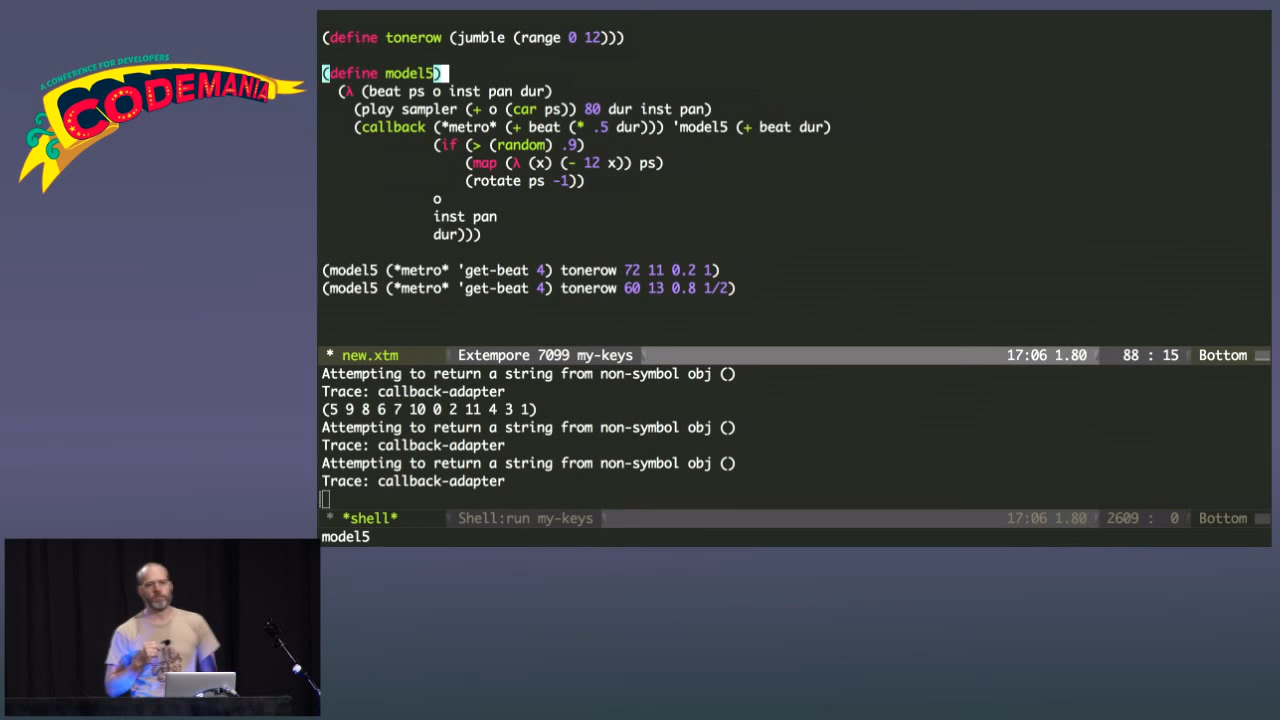 A CONFERENCE FOR DEVELOPERS
CODEMANIA
(define tonerow (jumble (range 0 12)))
(define model5)
(λ (beat ps o inst pan dur)
(play sampler (+ o (car ps)) 80 dur inst pan)
(callback (*metro* (+ beat (* .5 dur))) 'model5 (+ beat dur)
(if (> (random) .9)
(map (λ (x) (- 12 x)) ps)
(rotate ps -1))
o
inst pan
dur)))
(model5 (*metro* 'get-beat 4) tonerow 72 11 0.2 1)
(model5 (*metro* 'get-beat 4) tonerow 60 13 0.8 1/2)
* new.xtm Extempore 7099 my-keys 17:06 1.80 88 : 15 Bottom
Attempting to return a string from non-symbol obj ()
Trace: callback-adapter
(5 9 8 6 7 10 0 2 11 4 3 1)
Attempting to return a string from non-symbol obj ()
Trace: callback-adapter
Attempting to return a string from non-symbol obj ()
Trace: callback-adapter
* *shell* Shell:run my-keys 17:06 1.80 2609 : 0 Bottom
model5